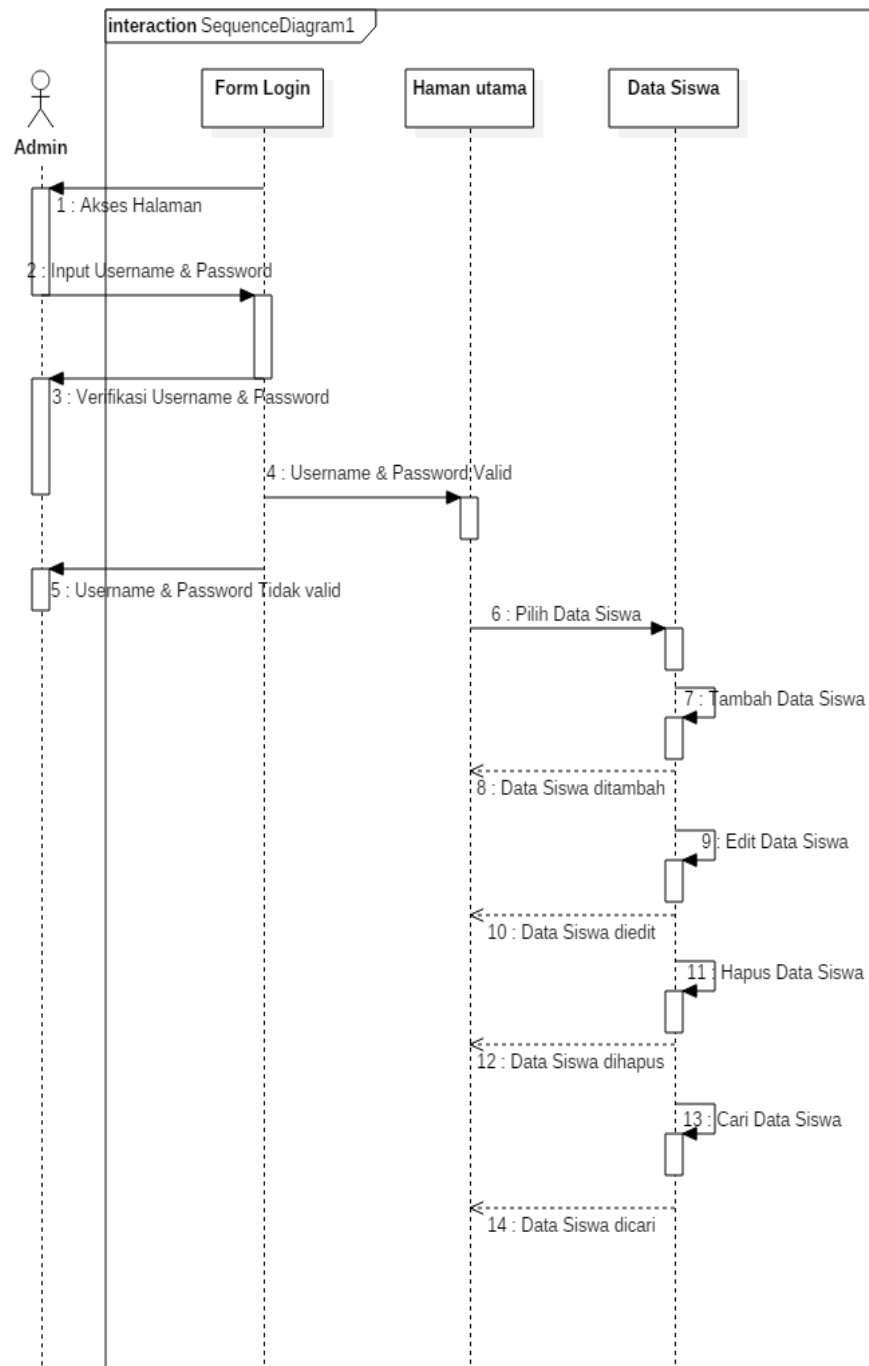 interaction SequenceDiagram1
Admin
Form Login
Haman utama
Data Siswa
1 : Akses Halaman
2 : Input Username & Password
3 : Verifikasi Username & Password
4 : Username & Password Valid
5 : Username & Password Tidak valid
6 : Pilih Data Siswa
7 : Tambah Data Siswa
8 : Data Siswa ditambah
9 : Edit Data Siswa
10 : Data Siswa diedit
11 : Hapus Data Siswa
12 : Data Siswa dihapus
13 : Cari Data Siswa
14 : Data Siswa dicari